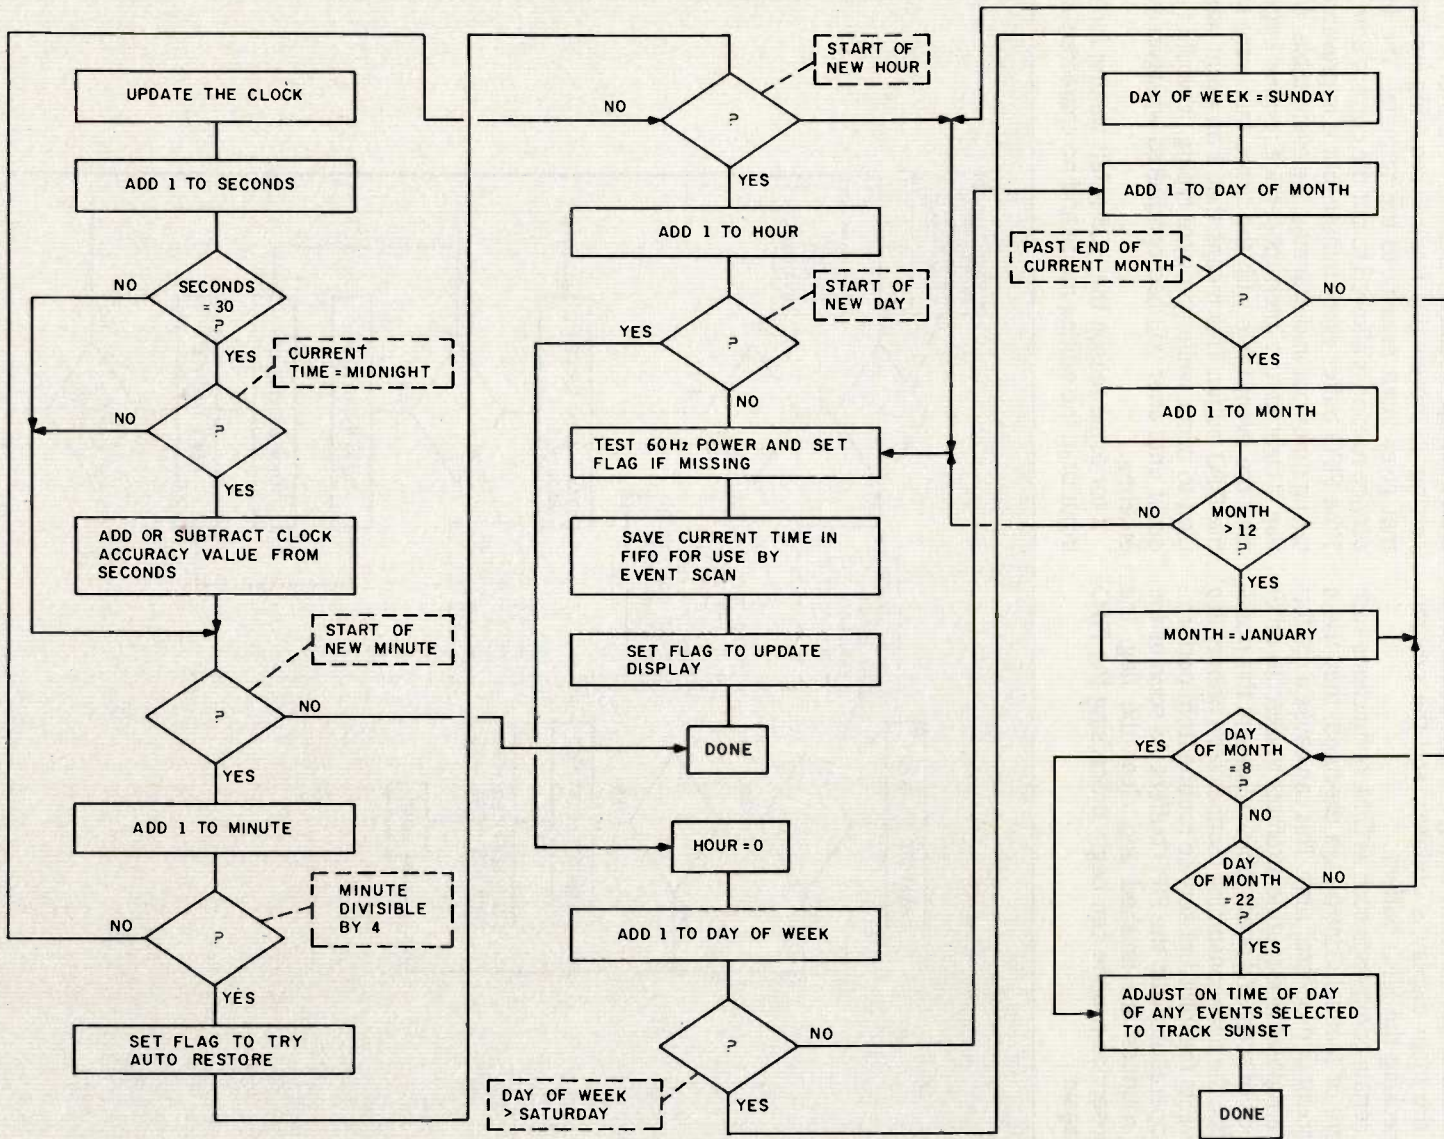 UPDATE THE CLOCK
ADD 1 TO SECONDS
SECONDS
= 30
?
NO
YES
CURRENT
TIME = MIDNIGHT
NO
?
YES
ADD OR SUBTRACT CLOCK
ACCURACY VALUE FROM
SECONDS
START OF
NEW MINUTE
?
NO
YES
ADD 1 TO MINUTE
MINUTE
DIVISIBLE
BY 4
NO
?
YES
SET FLAG TO TRY
AUTO RESTORE
START OF
NEW HOUR
NO
?
YES
ADD 1 TO HOUR
START OF
NEW DAY
YES
?
NO
TEST 60Hz POWER AND SET
FLAG IF MISSING
SAVE CURRENT TIME IN
FIFO FOR USE BY
EVENT SCAN
SET FLAG TO UPDATE
DISPLAY
DONE
HOUR = 0
ADD 1 TO DAY OF WEEK
?
NO
DAY OF WEEK
> SATURDAY
YES
DAY OF WEEK = SUNDAY
ADD 1 TO DAY OF MONTH
PAST END OF
CURRENT MONTH
?
NO
YES
ADD 1 TO MONTH
NO
MONTH
> 12
?
YES
MONTH = JANUARY
YES
DAY
OF MONTH
= 8
?
NO
DAY
OF MONTH
= 22
?
NO
YES
ADJUST ON TIME OF DAY
OF ANY EVENTS SELECTED
TO TRACK SUNSET
DONE